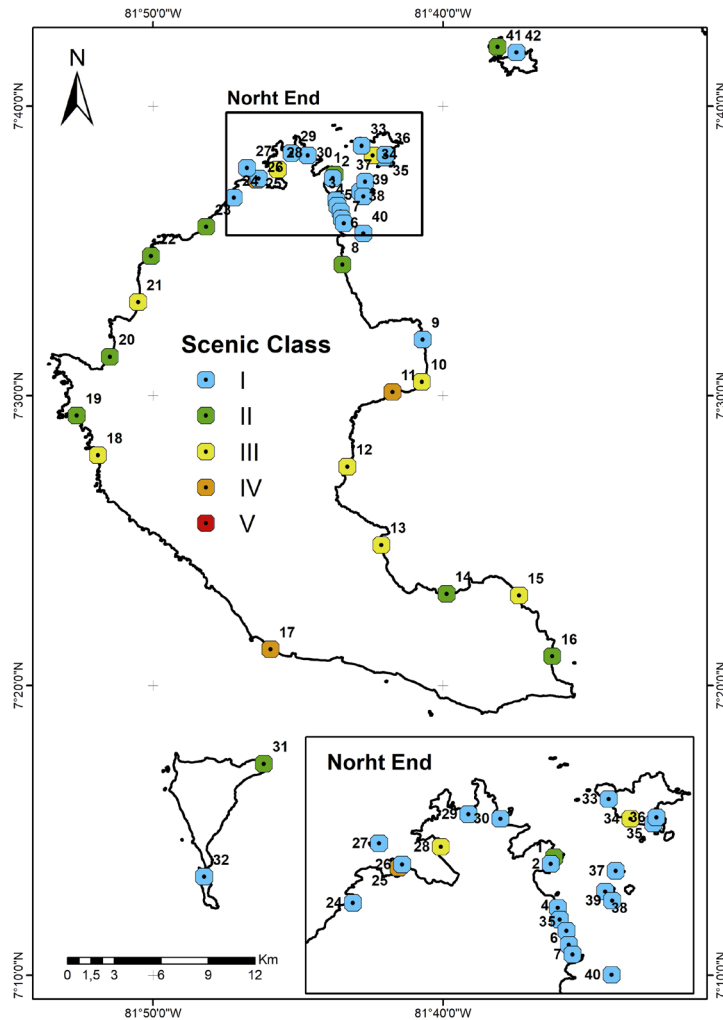 81°50'0"W 81°40'0"W
N
41 42
7°40'0"N 7°40'0"N
Norht End
33
29 36
27 28 30 34
12 37 35
26 39
24 25 3 4 5 38
7
23 6 40
22 8
21
9
20
Scenic Class
10
I
11
7°30'0"N 7°30'0"N
19 II
18 III 12
IV
V 13
14 15
17 16
7°20'0"N 7°20'0"N
31
Norht End
33
29 30 34 36
35
27 28 1
32 26 2 37
25
24 4 39 38
35
6
7
40
Km
0 1,5 3 6 9 12
7°10'0"N 7°10'0"N
81°50'0"W 81°40'0"W